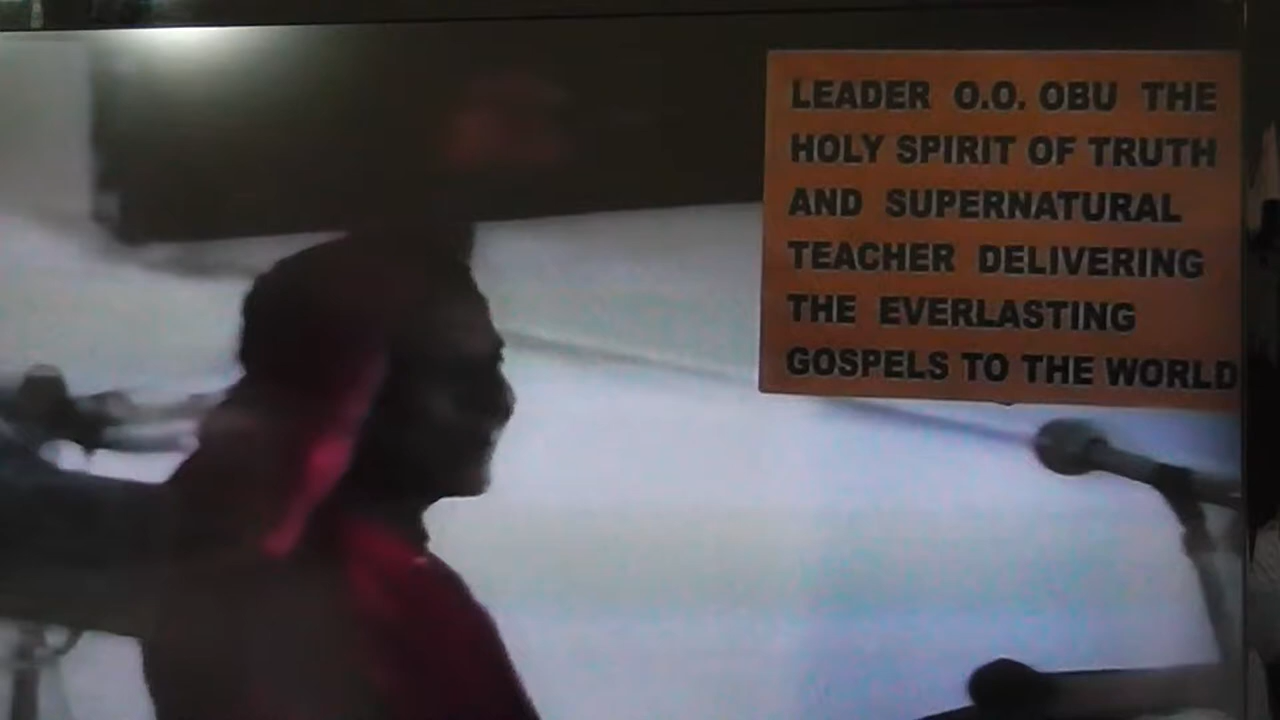 LEADER O.O. OBU THE
HOLY SPIRIT OF TRUTH
AND SUPERNATURAL
TEACHER DELIVERING
THE EVERLASTING
GOSPELS TO THE WORLD